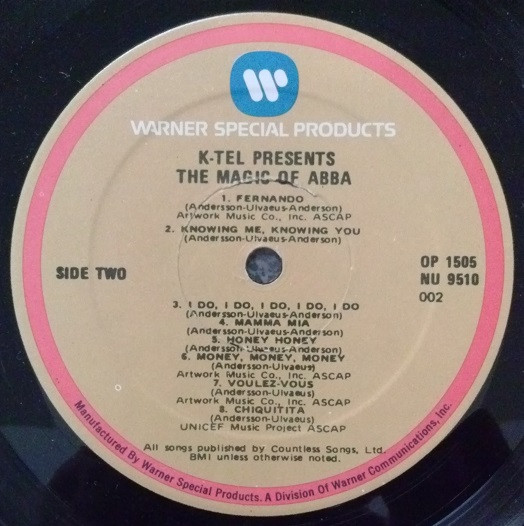 WARNER SPECIAL PRODUCTS
K-TEL PRESENTS
THE MAGIC OF ABBA
1. FERNANDO
(Andersson-Ulvaeus-Anderson)
Artwork Music Co., Inc. ASCAP
2. KNOWING ME, KNOWING YOU
(Andersson-Ulvaeus-Anderson)
SIDE TWO
OP 1505
NU 9510
002
3. I DO, I DO, I DO, I DO, I DO
(Andersson-Ulvaeus-Anderson)
4. MAMMA MIA
(Andersson-Ulvaeus-Anderson)
5. HONEY HONEY
(Andersson-Ulvaeus-Anderson)
6. MONEY, MONEY, MONEY
(Andersson-Ulvaeus)
Artwork Music Co., Inc. ASCAP
7. VOULEZ-VOUS
(Andersson-Ulvaeus)
Artwork Music Co., Inc. ASCAP
8. CHIQUITITA
(Andersson-Ulvaeus)
UNICEF Music Project ASCAP
All songs published by Countless Songs, Ltd.
BMI unless otherwise noted.
Manufactured By Warner Special Products. A Division Of Warner Communications, Inc.